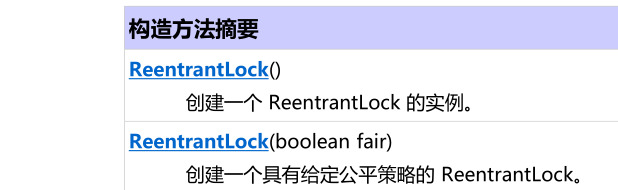 构造方法摘要
ReentrantLock()
创建一个 ReentrantLock 的实例。
ReentrantLock(boolean fair)
创建一个具有给定公平策略的 ReentrantLock。